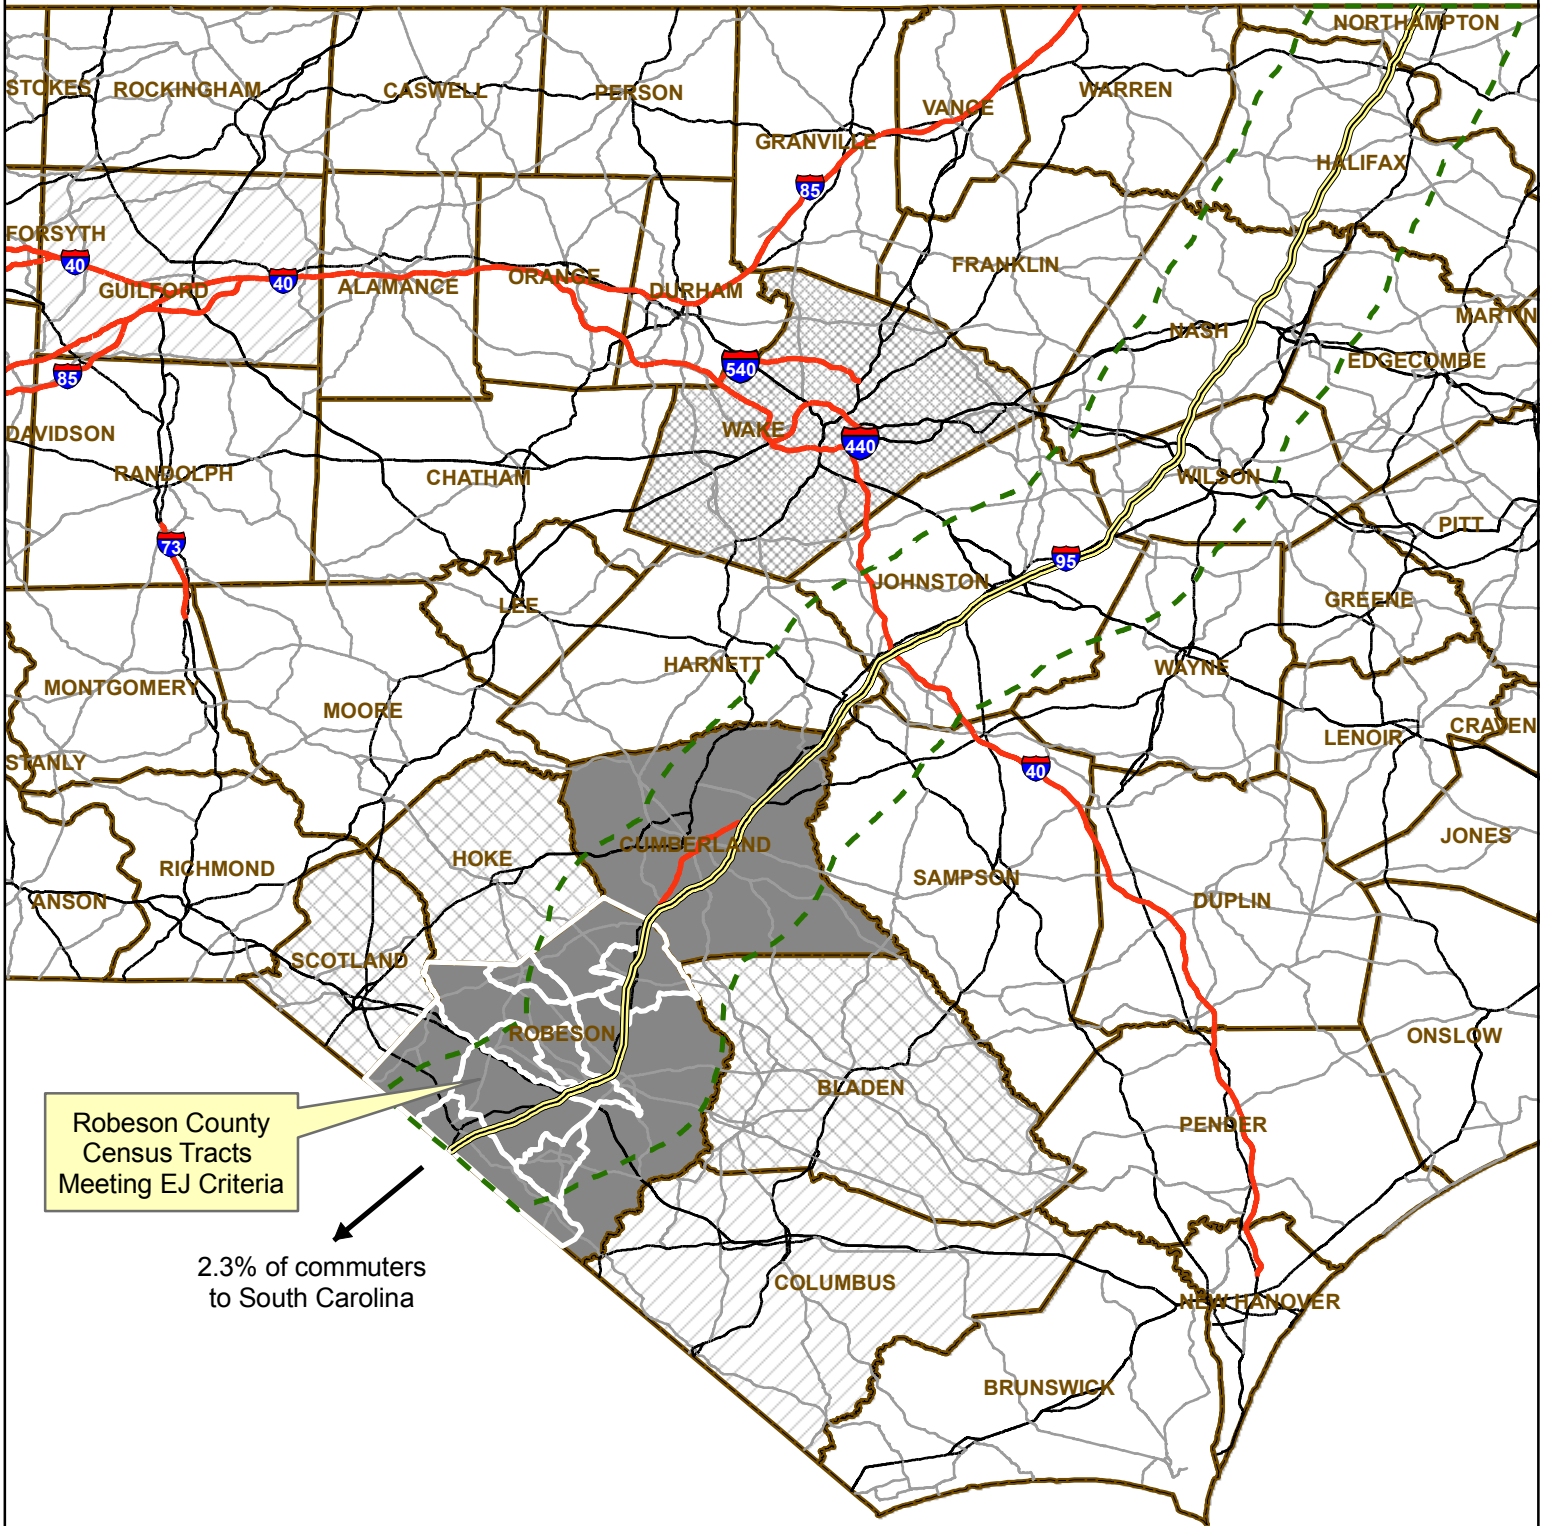 NORTHAMPTON
STOKES
ROCKINGHAM
CASWELL
PERSON
WARREN
VANCE
GRANVILLE
HALIFAX
85
FORSYTH
40
GUILFORD
40
ALAMANCE
ORANGE
DURHAM
FRANKLIN
NASH
MARTIN
EDGECOMBE
85
540
DAVIDSON
WAKE
440
RANDOLPH
CHATHAM
WILSON
PITT
73
95
JOHNSTON
LEE
GREENE
HARNETT
WAYNE
MONTGOMERY
MOORE
CRAVEN
LENOIR
STANLY
40
JONES
CUMBERLAND
HOKE
RICHMOND
SAMPSON
ANSON
DUPLIN
SCOTLAND
ROBESON
ONSLOW
BLADEN
PENDER
Robeson County
Census Tracts
Meeting EJ Criteria
2.3% of commuters
to South Carolina
COLUMBUS
NEW HANOVER
BRUNSWICK